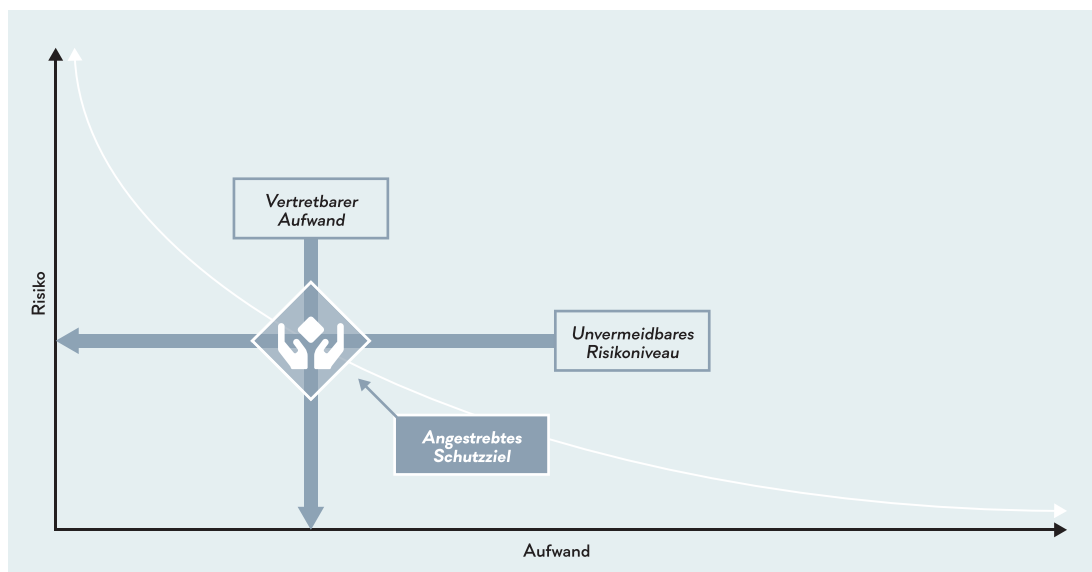 Risiko
Vertretbarer
Aufwand
Unvermeidbares
Risikoniveau
Angestrebtes
Schutzziel
Aufwand